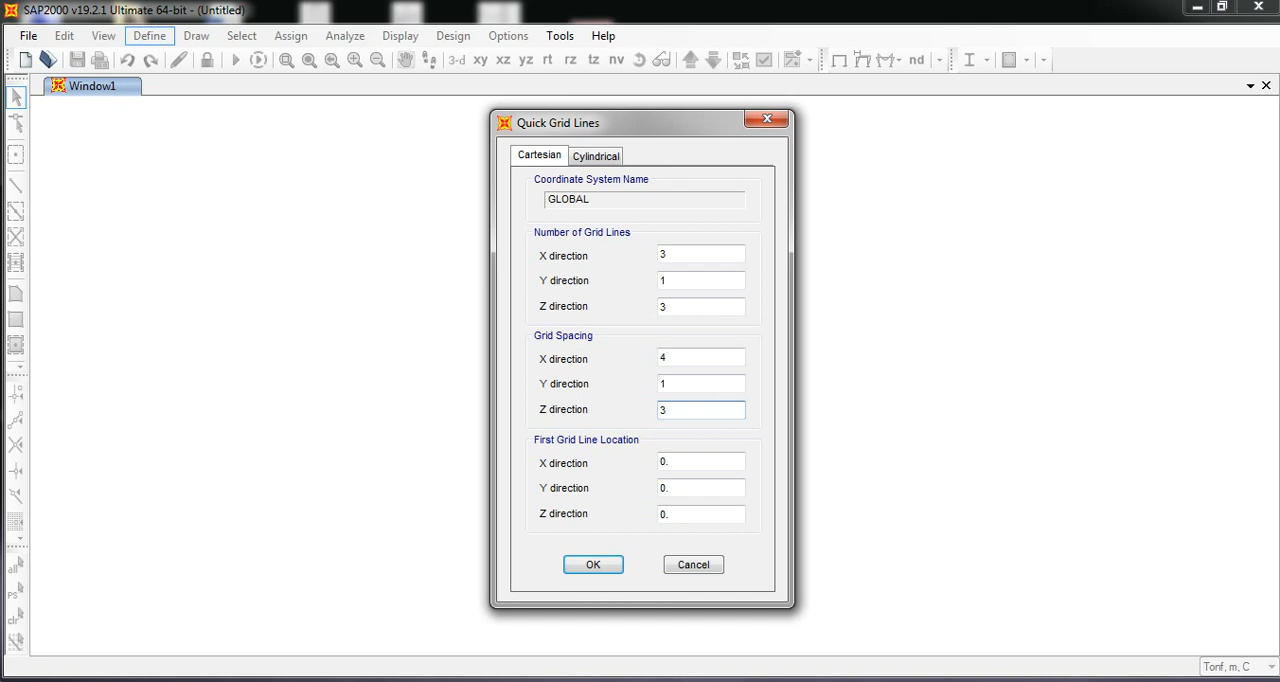 SAP2000 v19.2.1 Ultimate 64-bit - (Untitled)
File Edit View Define Draw Select Assign Analyze Display Design Options Tools Help
3-d xy xz yz rt rz tz nv nd
Window1
Quick Grid Lines
Cartesian Cylindrical
Coordinate System Name
GLOBAL
Number of Grid Lines
X direction 3
Y direction 1
Z direction 3
Grid Spacing
X direction 4
Y direction 1
Z direction 3
First Grid Line Location
X direction 0.
Y direction 0.
Z direction 0.
OK Cancel
all
PS
clr
Tonf, m, C